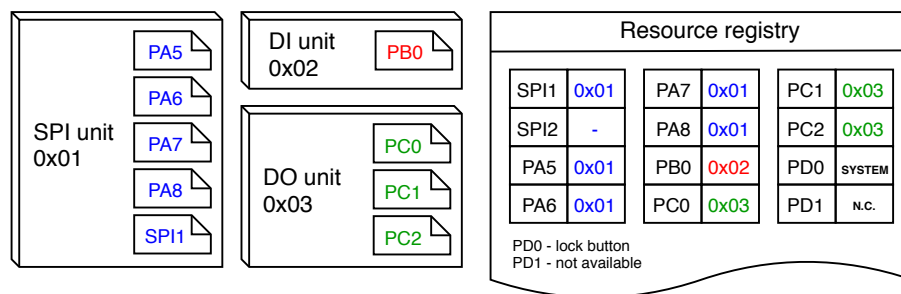 SPI unit
0x01
PA5
PA6
PA7
PA8
SPI1
DI unit
0x02
PB0
DO unit
0x03
PC0
PC1
PC2
Resource registry
SPI1 0x01 PA7 0x01 PC1 0x03
SPI2 - PA8 0x01 PC2 0x03
PA5 0x01 PB0 0x02 PD0 SYSTEM
PA6 0x01 PC0 0x03 PD1 N.C.
PD0 - lock button
PD1 - not available